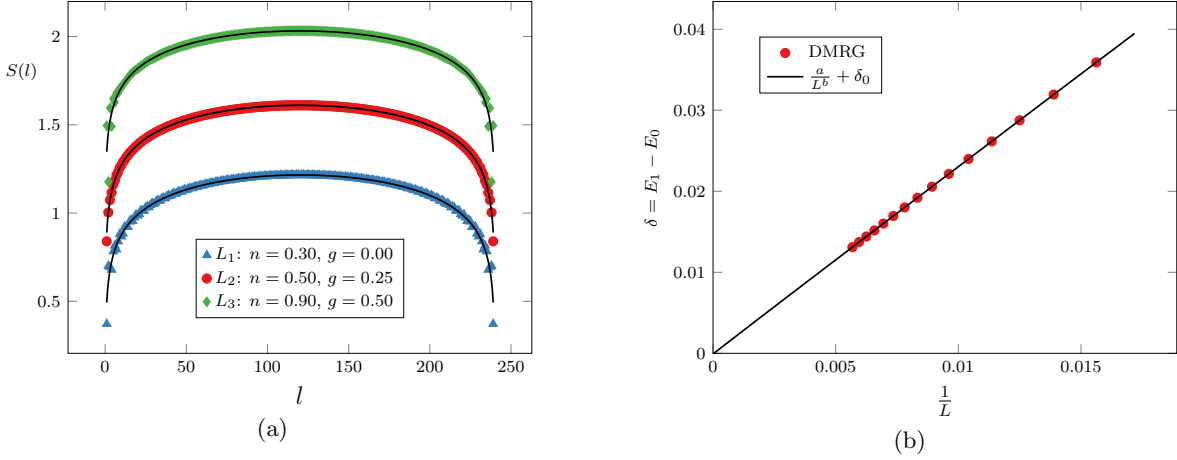 2
1.5
1
0.5
S(l)
L₁: n = 0.30, g = 0.00
L₂: n = 0.50, g = 0.25
L₃: n = 0.90, g = 0.50
0 50 100 150 200 250
l
(a)
0.04
0.03
0.02
0.01
0
δ = E₁ − E₀
DMRG
a/L^b + δ₀
0 0.005 0.01 0.015
1/L
(b)